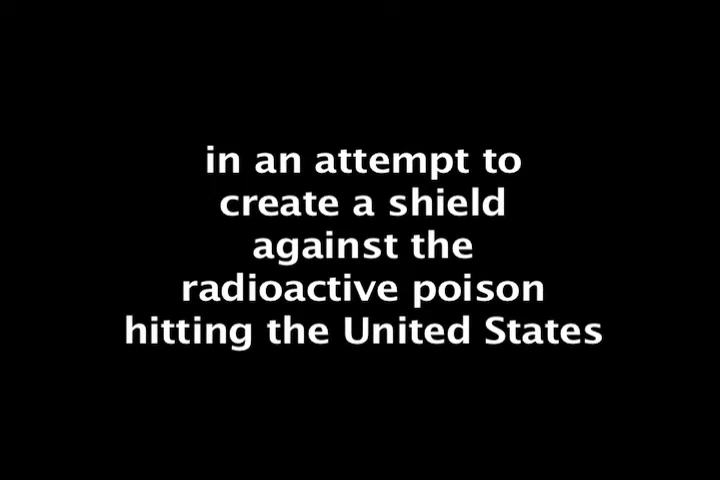 in an attempt to
create a shield
against the
radioactive poison
hitting the United States